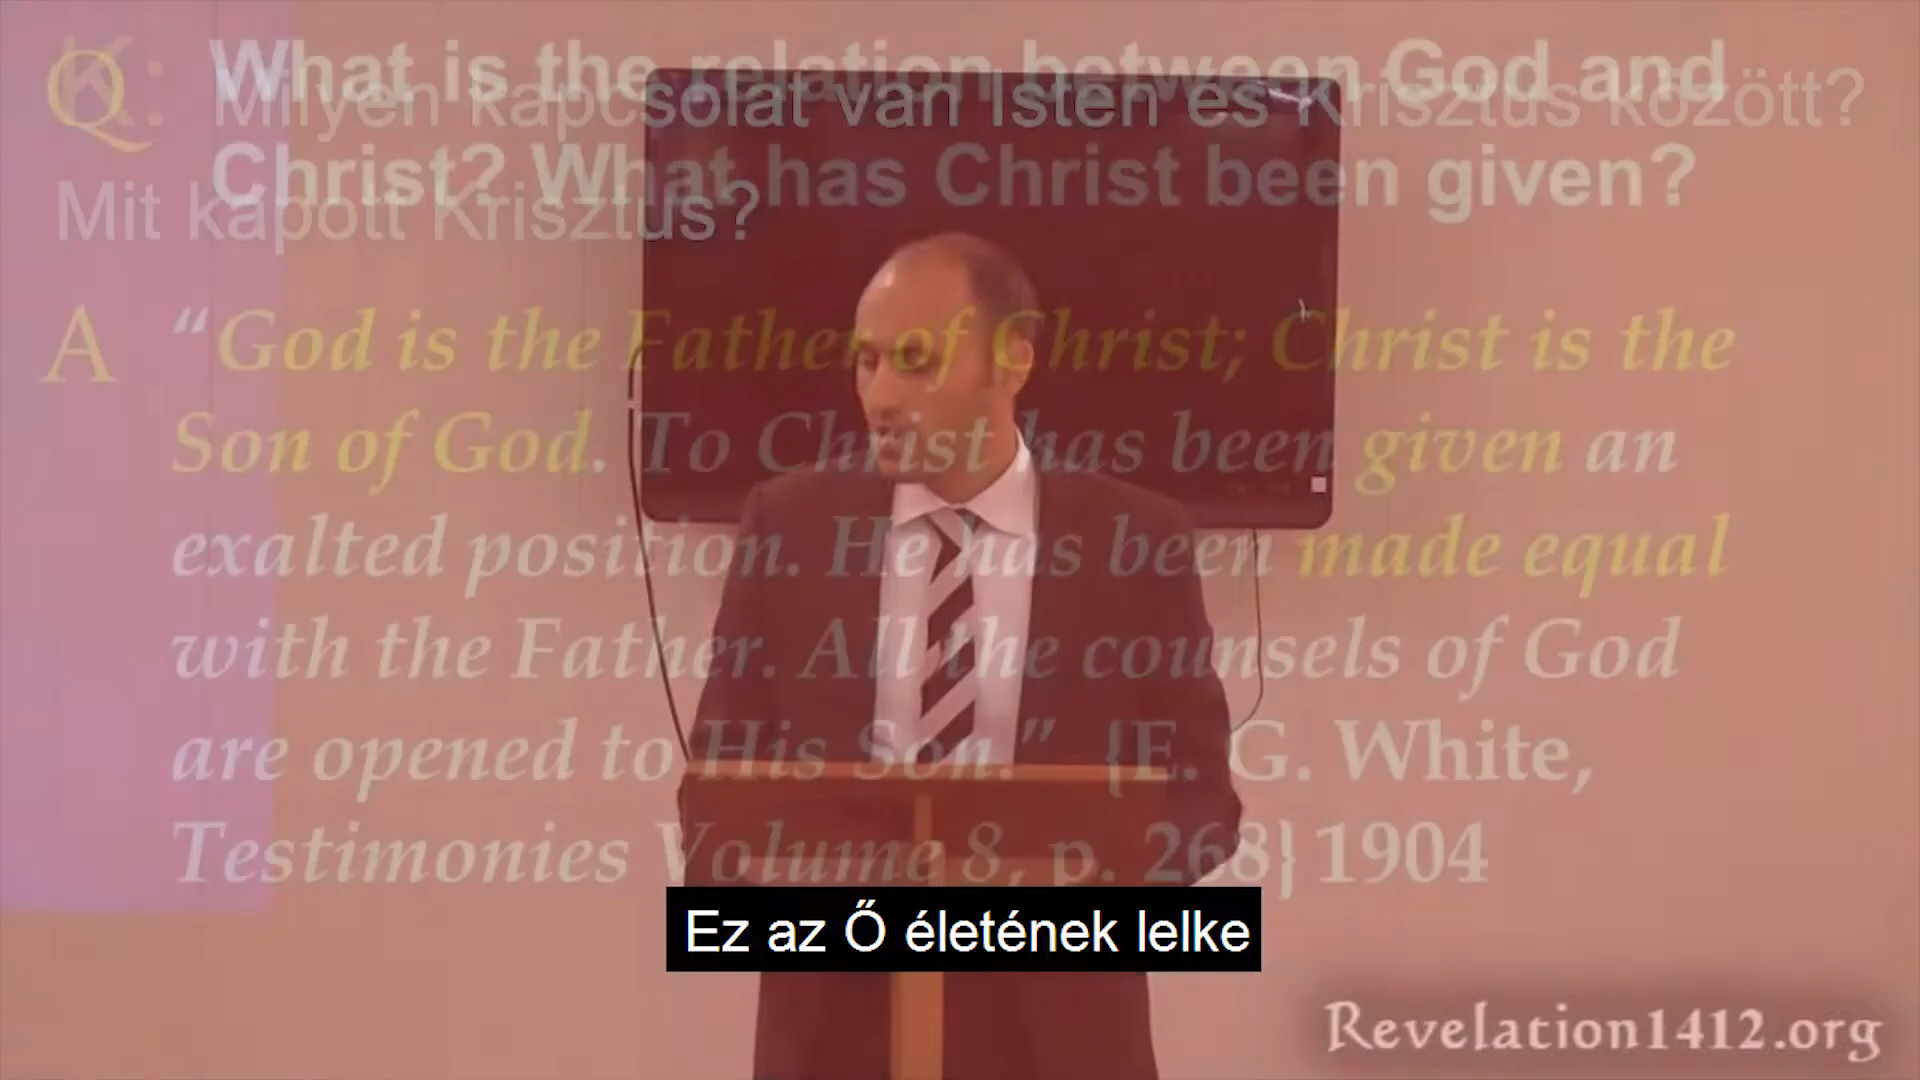 Q: What is the relation between God and
Christ? What has Christ been given?
K: Milyen kapcsolat van Isten és Krisztus között?
Mit kapott Krisztus?
A “God is the Father of Christ; Christ is the
Son of God. To Christ has been given an
exalted position. He has been made equal
with the Father. All the counsels of God
are opened to His Son.” {E. G. White,
Testimonies Volume 8, p. 268} 1904
Ez az Ő életének lelke
Revelation1412.org